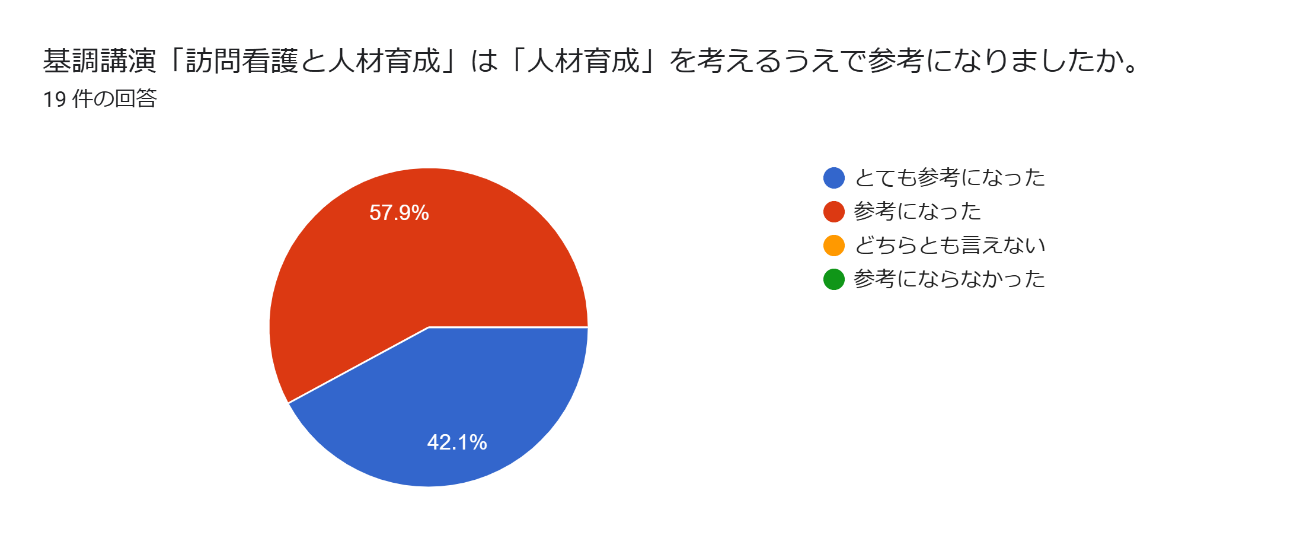 基調講演「訪問看護と人材育成」は「人材育成」を考えるうえで参考になりましたか。
19 件の回答
57.9%
42.1%
とても参考になった
参考になった
どちらとも言えない
参考にならなかった